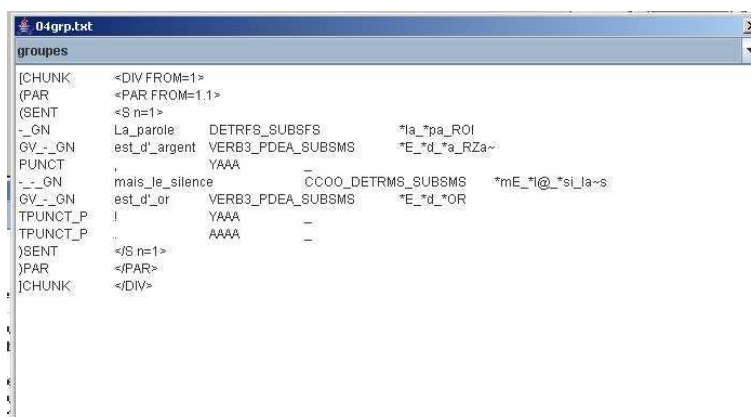 04grp.txt
groupes
[CHUNK <DIV FROM=1>
(PAR <PAR FROM=1.1>
(SENT <S n=1>
-_GN La_parole DETRFS_SUBSFS *la_*pa_ROl
GV_-_GN est_d'_argent VERB3_PDEA_SUBSMS *E_*d_*a_RZa~
PUNCT , YAAA _
-_-_GN mais_le_silence CCOO_DETRMS_SUBSMS *mE_*l@_*si_la~s
GV_-_GN est_d'_or VERB3_PDEA_SUBSMS *E_*d_*OR
TPUNCT_P ! YAAA _
TPUNCT_P . AAAA _
)SENT </S n=1>
)PAR </PAR>
]CHUNK </DIV>